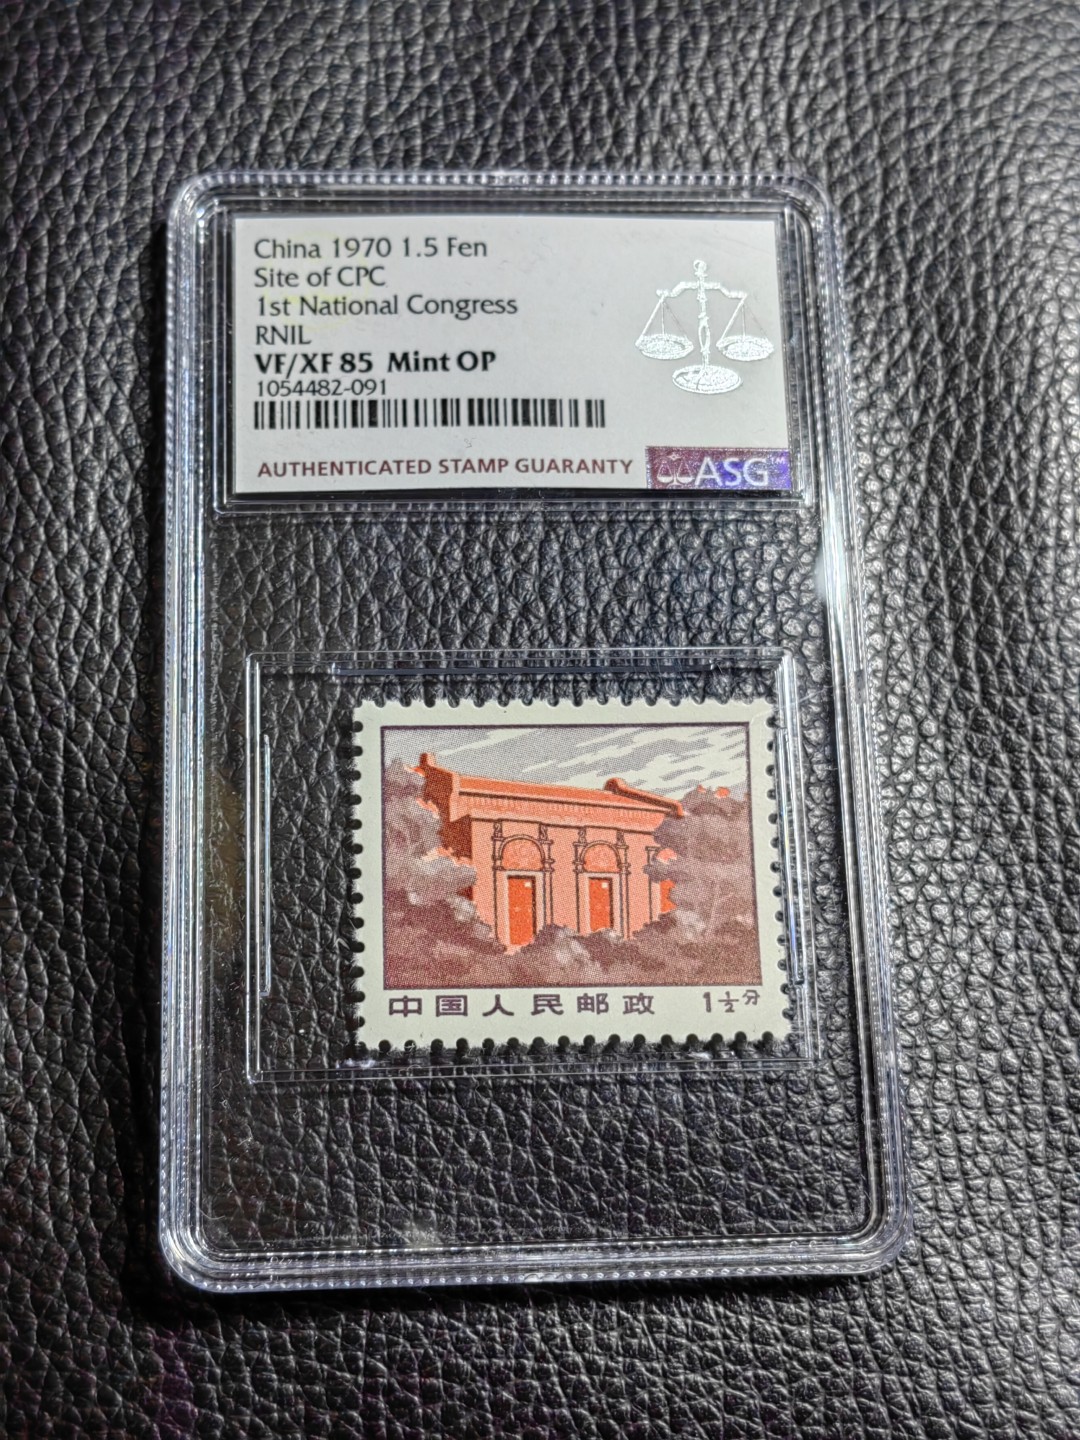 China 1970 1.5 Fen
Site of CPC
1st National Congress
RNIL
VF/XF 85 Mint OP
1054482-091
AUTHENTICATED STAMP GUARANTY ASG™
中国人民邮政 1½分